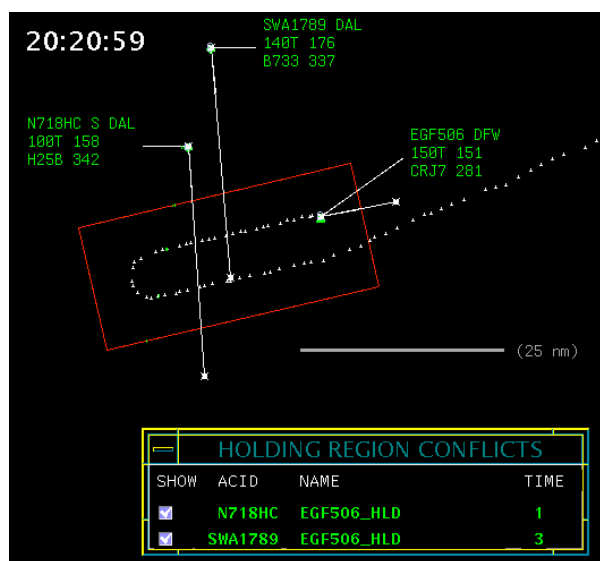 20:20:59
SWA1789 DAL
140T 176
B733 337
N718HC S DAL
100T 158
H25B 342
EGF506 DFW
150T 151
CRJ7 281
(25 nm)
HOLDING REGION CONFLICTS
SHOW ACID NAME TIME
N718HC EGF506_HLD 1
SWA1789 EGF506_HLD 3